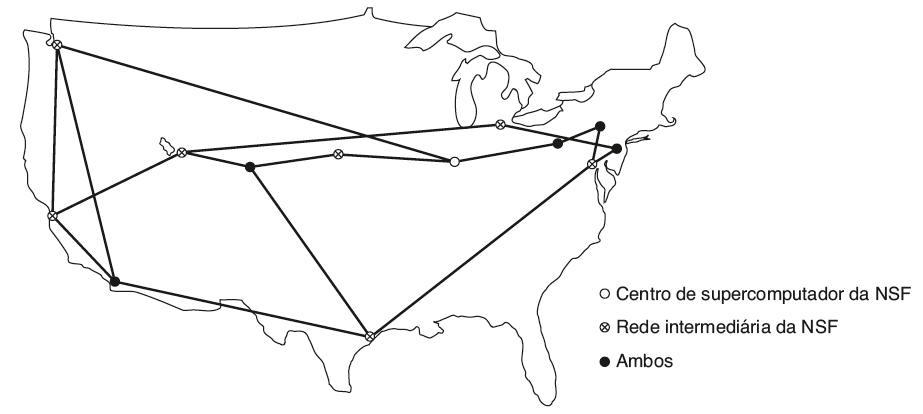 Centro de supercomputador da NSF
Rede intermediária da NSF
Ambos